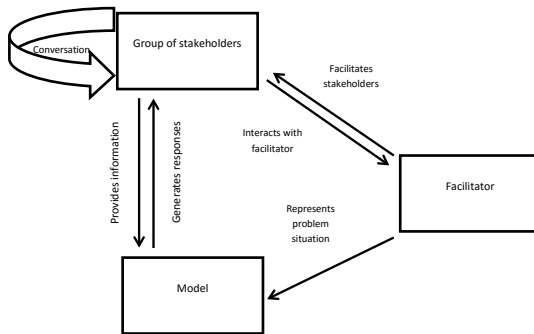 Group of stakeholders
Conversation
Facilitates
stakeholders
Interacts with
facilitator
Provides information
Generates responses
Facilitator
Represents
problem
situation
Model